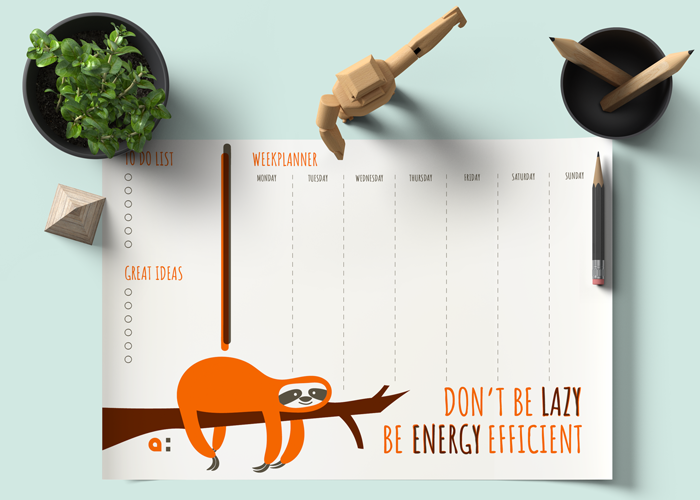 TO DO LIST
WEEKPLANNER
MONDAY TUESDAY WEDNESDAY THURSDAY FRIDAY SATURDAY SUNDAY
GREAT IDEAS
DON'T BE LAZY
BE ENERGY EFFICIENT
a: